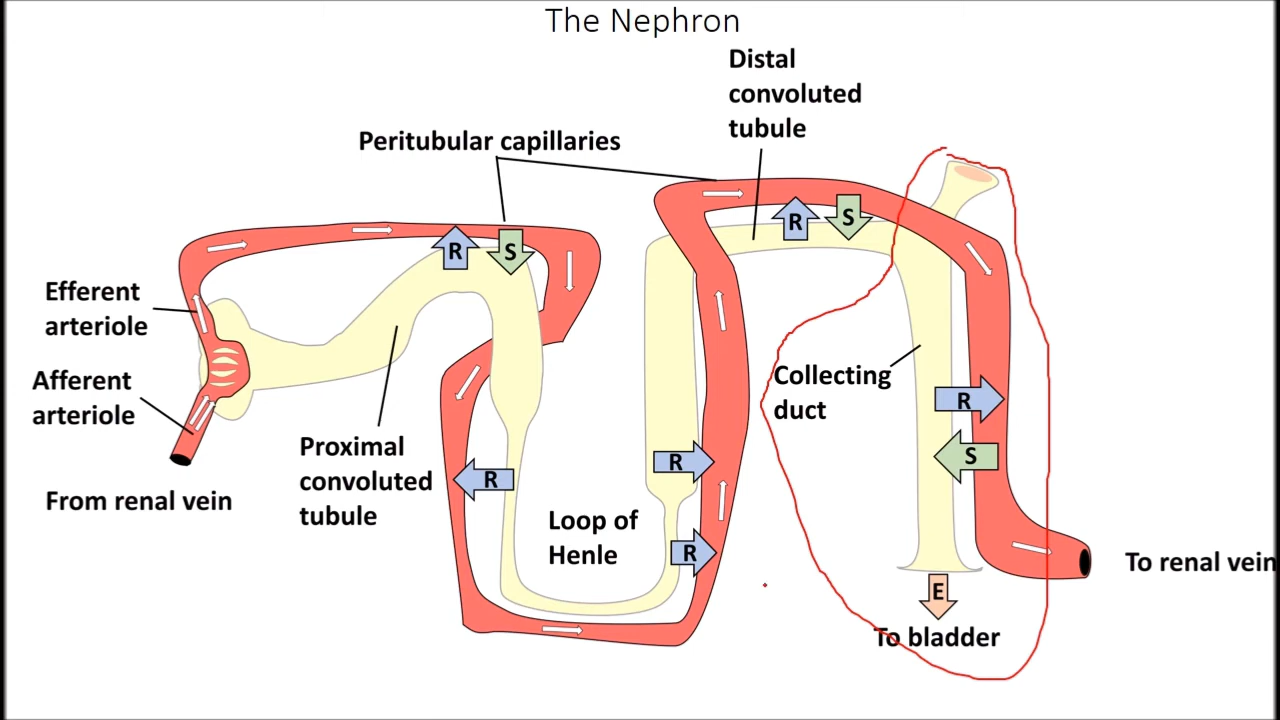 The Nephron
Distal
convoluted
tubule
Peritubular capillaries
R
S
R
S
Efferent
arteriole
Afferent
arteriole
From renal vein
Proximal
convoluted
tubule
R
Loop of
Henle
R
R
Collecting
duct
R
S
E
To bladder
To renal vein